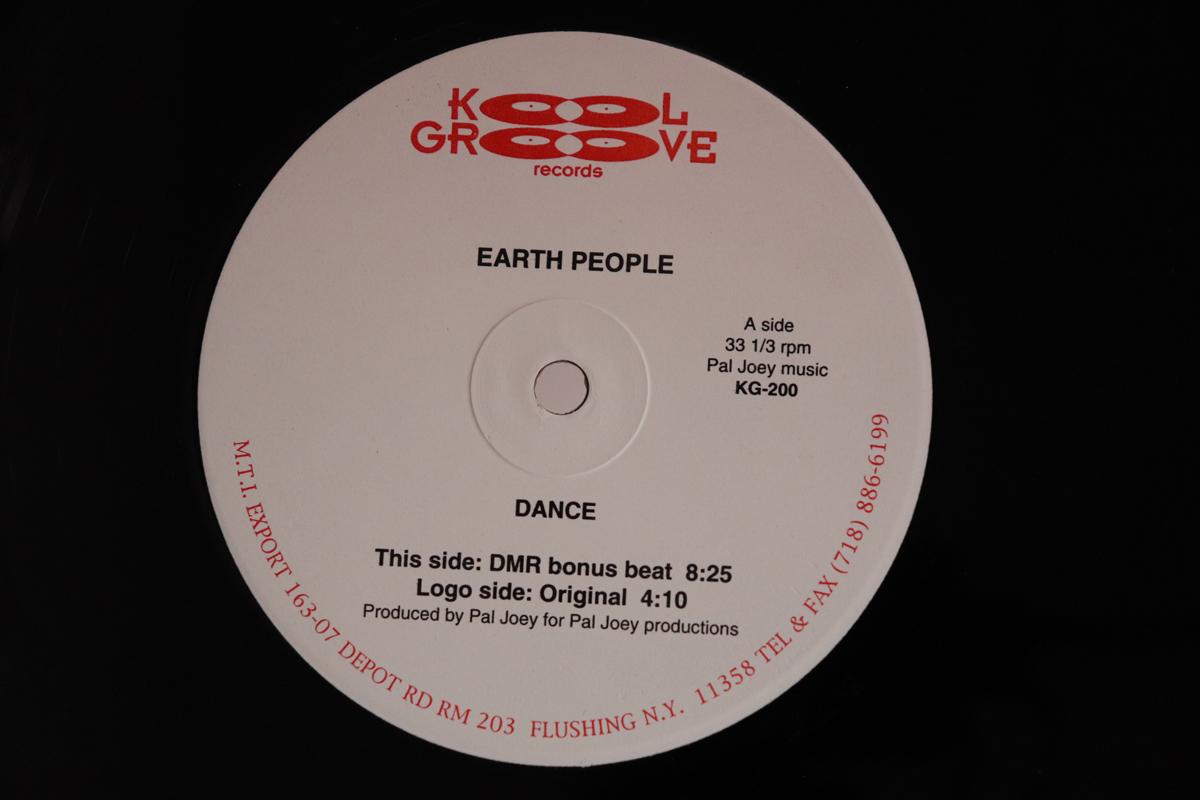 KOOL
GROOVE
records
EARTH PEOPLE
A side
33 1/3 rpm
Pal Joey music
KG-200
DANCE
This side: DMR bonus beat 8:25
Logo side: Original 4:10
Produced by Pal Joey for Pal Joey productions
M.T.I. EXPORT 163-07 DEPOT RD RM 203 FLUSHING N.Y. 11358 TEL & FAX (718) 886-6199